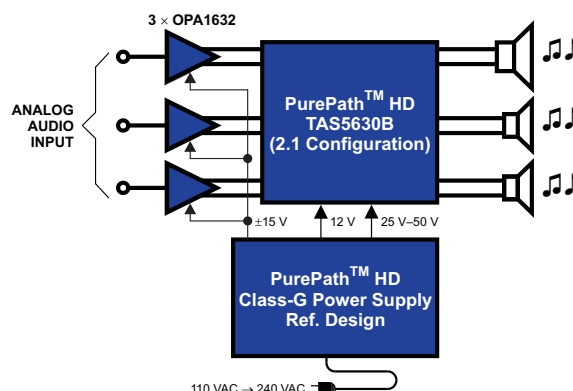 3 × OPA1632
ANALOG
AUDIO
INPUT
PurePath™ HD
TAS5630B
(2.1 Configuration)
±15 V
12 V
25 V–50 V
PurePath™ HD
Class-G Power Supply
Ref. Design
110 VAC → 240 VAC